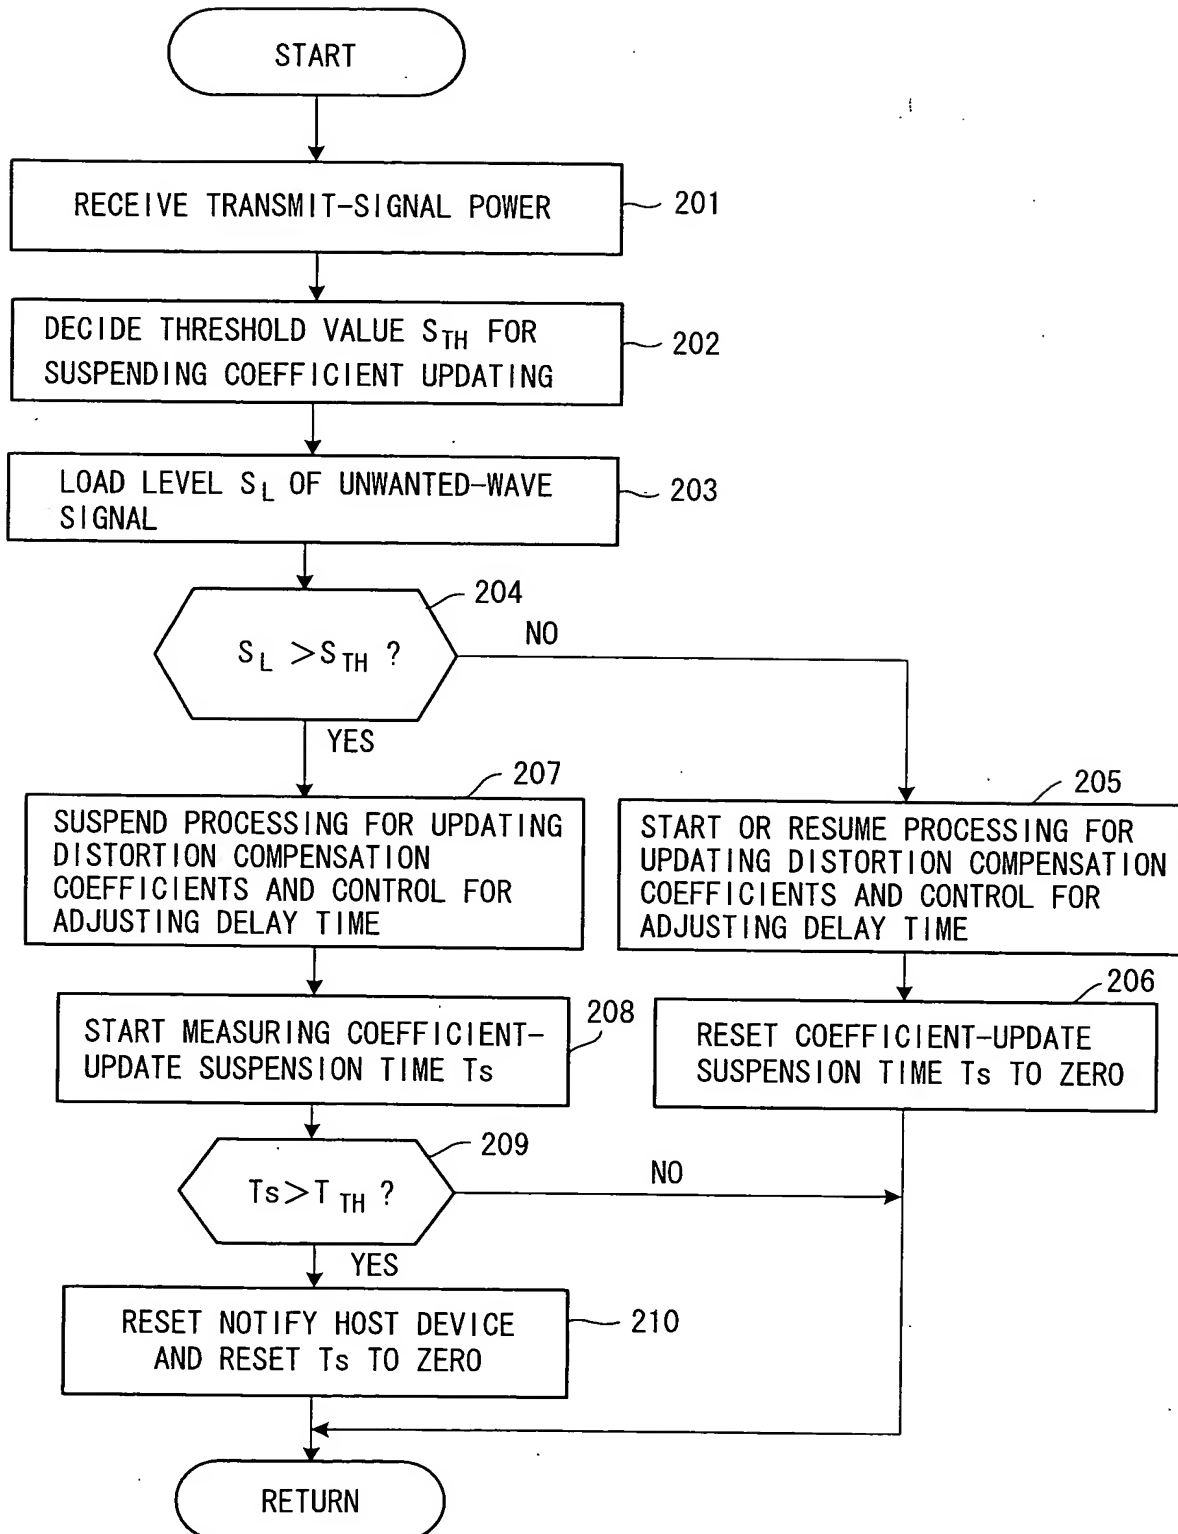 START
RECEIVE TRANSMIT-SIGNAL POWER
201
DECIDE THRESHOLD VALUE STH FOR
SUSPENDING COEFFICIENT UPDATING
202
LOAD LEVEL SL OF UNWANTED-WAVE
SIGNAL
203
204
SL >STH ?
NO
YES
207
SUSPEND PROCESSING FOR UPDATING
DISTORTION COMPENSATION
COEFFICIENTS AND CONTROL FOR
ADJUSTING DELAY TIME
205
START OR RESUME PROCESSING FOR
UPDATING DISTORTION COMPENSATION
COEFFICIENTS AND CONTROL FOR
ADJUSTING DELAY TIME
START MEASURING COEFFICIENT-
UPDATE SUSPENSION TIME Ts
208
206
RESET COEFFICIENT-UPDATE
SUSPENSION TIME Ts TO ZERO
209
Ts>TTH ?
NO
YES
RESET NOTIFY HOST DEVICE
AND RESET Ts TO ZERO
210
RETURN